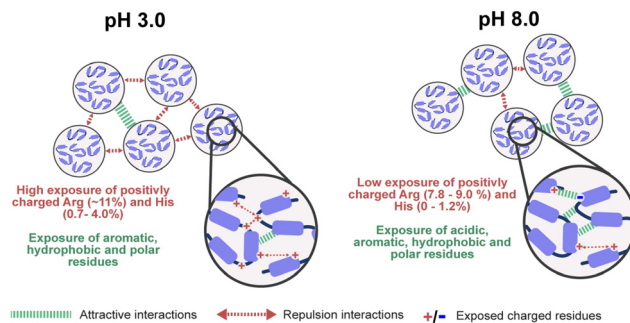 pH 3.0
High exposure of positivly
charged Arg (~11%) and His
(0.7- 4.0%)
Exposure of aromatic,
hydrophobic and polar
residues
pH 8.0
Low exposure of positivly
charged Arg (7.8 - 9.0 %) and
His (0 - 1.2%)
Exposure of acidic,
aromatic, hydrophobic and
polar residues
Attractive interactions
Repulsion interactions
+/- Exposed charged residues